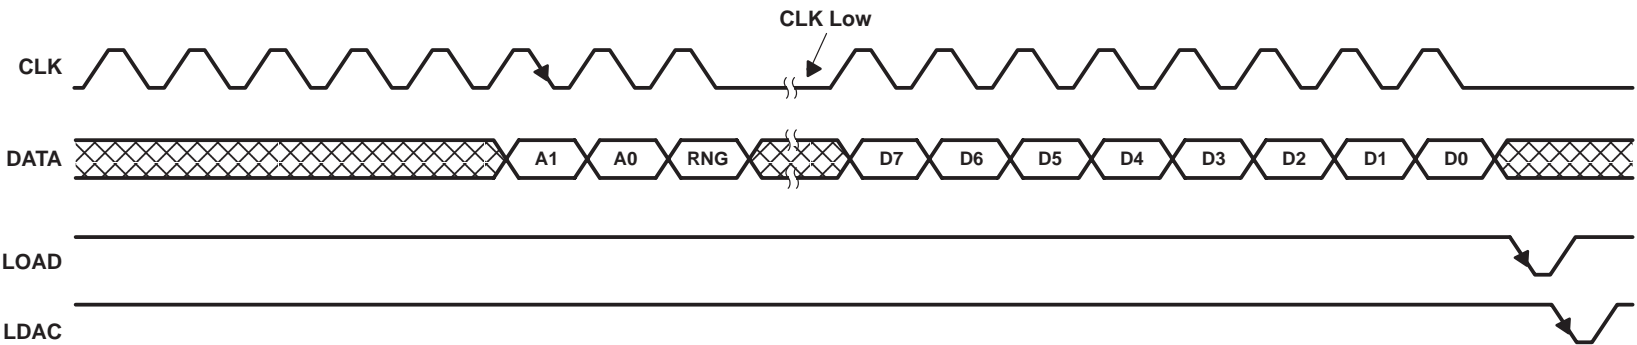 CLK Low
CLK
DATA
A1 A0 RNG D7 D6 D5 D4 D3 D2 D1 D0
LOAD
LDAC